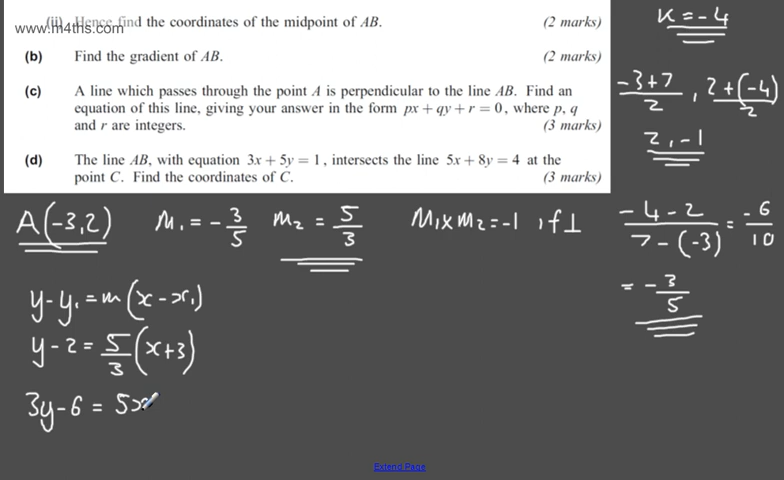 (ii) Hence find the coordinates of the midpoint of AB. (2 marks)
www.m4ths.com
(b) Find the gradient of AB. (2 marks)
(c) A line which passes through the point A is perpendicular to the line AB. Find an
equation of this line, giving your answer in the form px + qy + r = 0, where p, q
and r are integers. (3 marks)
(d) The line AB, with equation 3x + 5y = 1, intersects the line 5x + 8y = 4 at the
point C. Find the coordinates of C. (3 marks)
K = -4
-3+7/2 , 2+(-4)/2
2, -1
A(-3,2) M₁ = -3/5 M₂ = 5/3 M₁xM₂=-1 if ⊥
-4-2/7-(-3) = -6/10
= -3/5
y-y₁=m(x-x₁)
y-2=5/3(x+3)
3y-6=5x
Extend Page